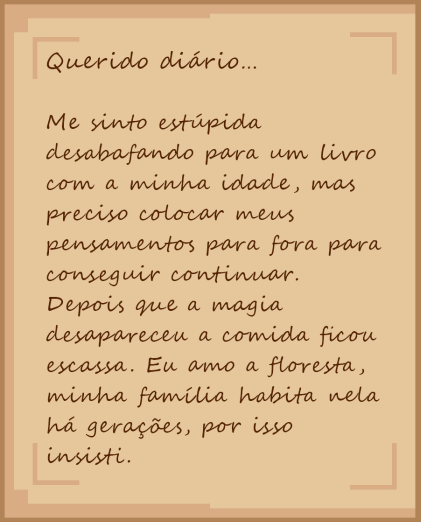 Querido diário...
Me sinto estúpida
desabafando para um livro
com a minha idade, mas
preciso colocar meus
pensamentos para fora para
conseguir continuar.
Depois que a magia
desapareceu a comida ficou
escassa. Eu amo a floresta,
minha família habita nela
há gerações, por isso
insisti.